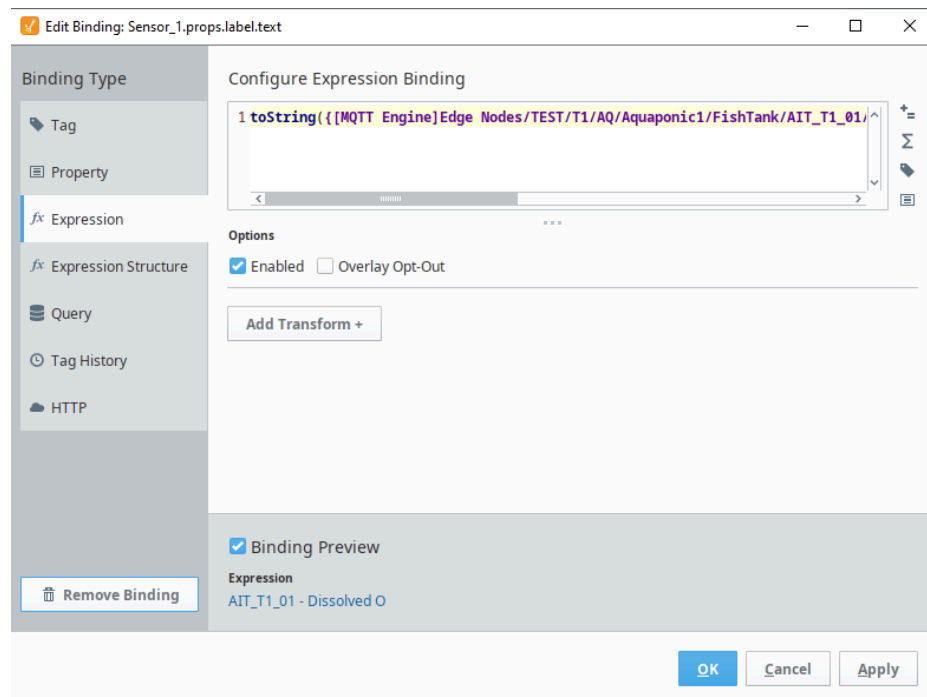 Edit Binding: Sensor_1.props.label.text
Binding Type
Tag
Property
fx Expression
fx Expression Structure
Query
Tag History
HTTP
Remove Binding
Configure Expression Binding
1 toString({[MQTT Engine]Edge Nodes/TEST/T1/AQ/Aquaponic1/FishTank/AIT_T1_01/
Options
Enabled Overlay Opt-Out
Add Transform +
Binding Preview
Expression
AIT_T1_01 - Dissolved O
OK Cancel Apply